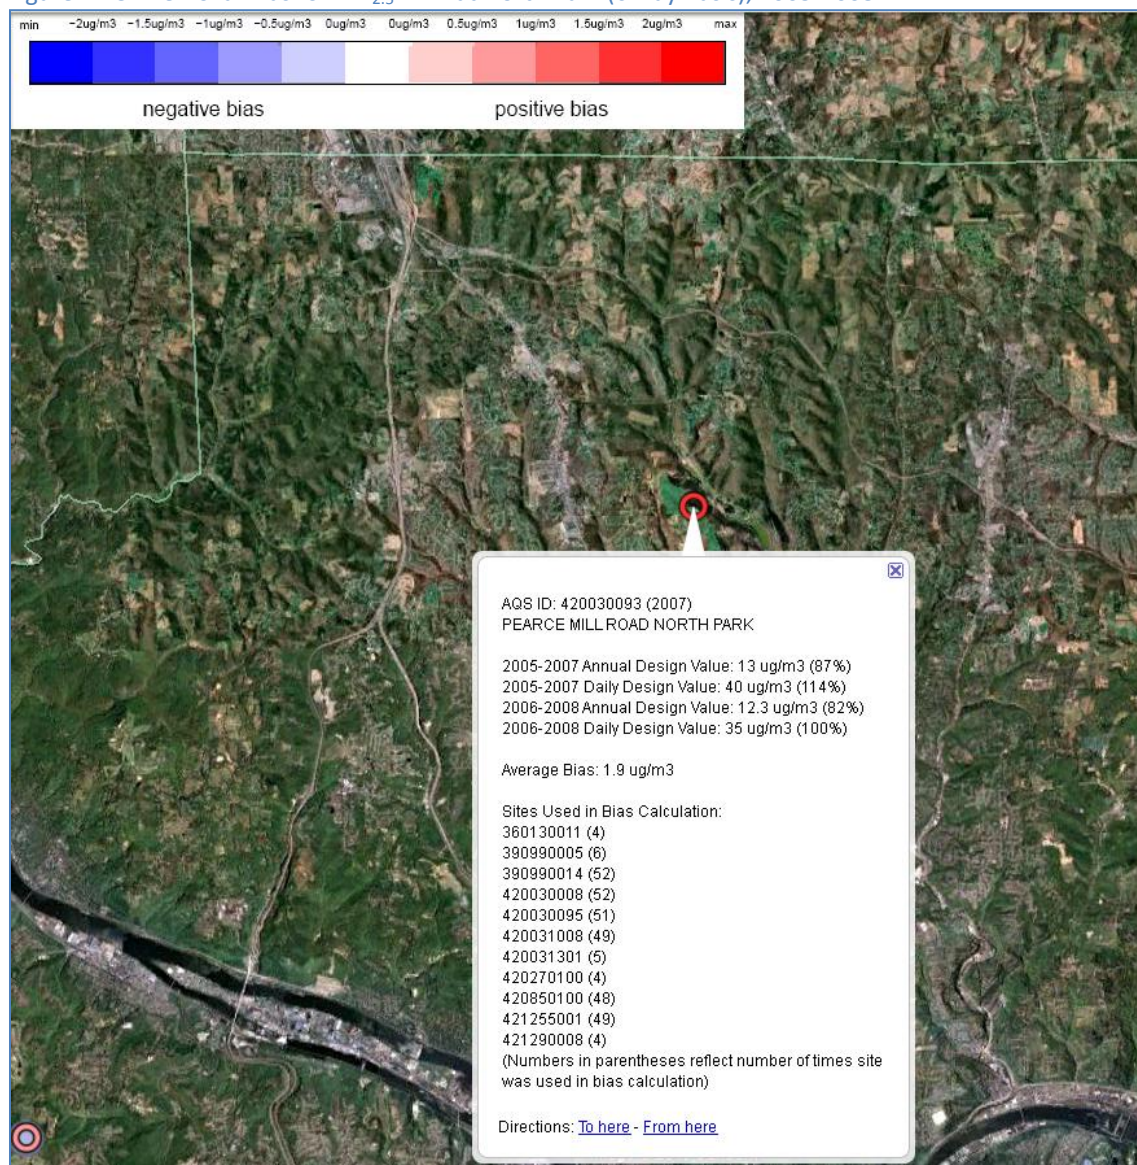 min -2ug/m3 -1.5ug/m3 -1ug/m3 -0.5ug/m3 0ug/m3 0ug/m3 0.5ug/m3 1ug/m3 1.5ug/m3 2ug/m3 max
negative bias positive bias
AQS ID: 420030093 (2007)
PEARCE MILL ROAD NORTH PARK
2005-2007 Annual Design Value: 13 ug/m3 (87%)
2005-2007 Daily Design Value: 40 ug/m3 (114%)
2006-2008 Annual Design Value: 12.3 ug/m3 (82%)
2006-2008 Daily Design Value: 35 ug/m3 (100%)
Average Bias: 1.9 ug/m3
Sites Used in Bias Calculation:
360130011 (4)
390990005 (6)
390990014 (52)
420030008 (52)
420030095 (51)
420031008 (49)
420031301 (5)
420270100 (4)
420850100 (48)
421255001 (49)
421290008 (4)
(Numbers in parentheses reflect number of times site
was used in bias calculation)
Directions: To here - From here